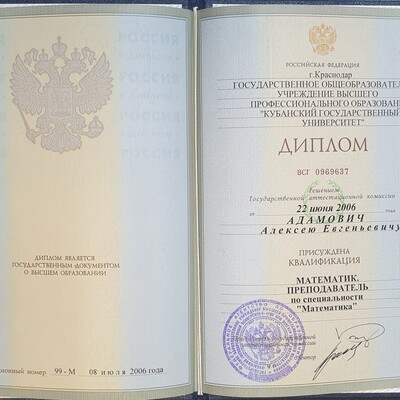 ДИПЛОМ ЯВЛЯЕТСЯ
ГОСУДАРСТВЕННЫМ ДОКУМЕНТОМ
О ВЫСШЕМ ОБРАЗОВАНИИ
номер 99-М 08 июля 2006 года
РОССИЙСКАЯ ФЕДЕРАЦИЯ
г.Краснодар
ГОСУДАРСТВЕННОЕ ОБЩЕОБРАЗОВАТЕЛ
УЧРЕЖДЕНИЕ ВЫСШЕГО
ПРОФЕССИОНАЛЬНОГО ОБРАЗОВАН
"КУБАНСКИЙ ГОСУДАРСТВЕННЫЙ
УНИВЕРСИТЕТ"
ДИПЛОМ
ВСГ 0969637
Решением
Государственной аттестационной комиссии
от 22 июня 2006 года
АДАМОВИЧ
Алексею Евгеньевичу
ПРИСУЖДЕНА
КВАЛИФИКАЦИЯ
МАТЕМАТИК.
ПРЕПОДАВАТЕЛЬ
по специальности
"Математика"